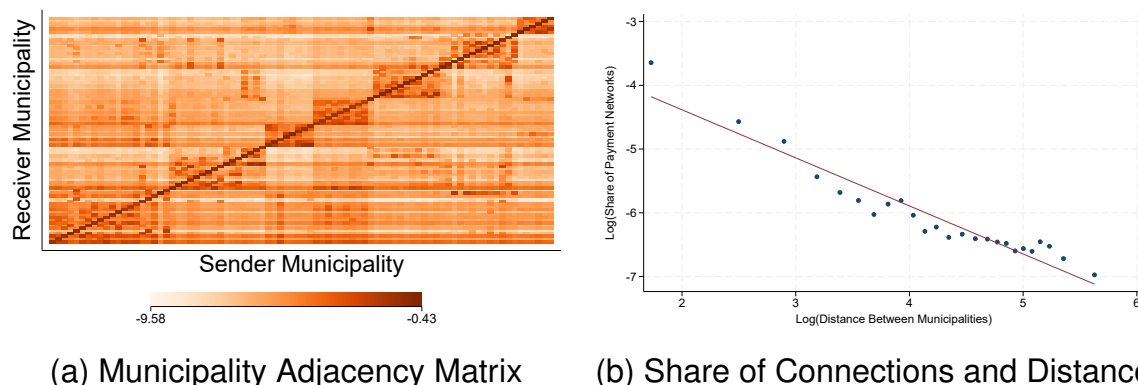 Receiver Municipality
Sender Municipality
-9.58
-0.43
(a) Municipality Adjacency Matrix
Log(Share of Payment Networks)
-3
-4
-5
-6
-7
2
3
4
5
6
Log(Distance Between Municipalities)
(b) Share of Connections and Distance